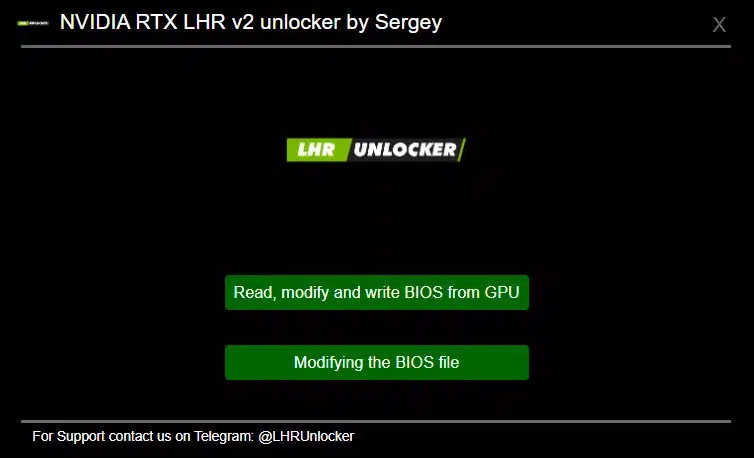 NVIDIA RTX LHR v2 unlocker by Sergey X
LHR UNLOCKER
Read, modify and write BIOS from GPU
Modifying the BIOS file
For Support contact us on Telegram: @LHRUnlocker